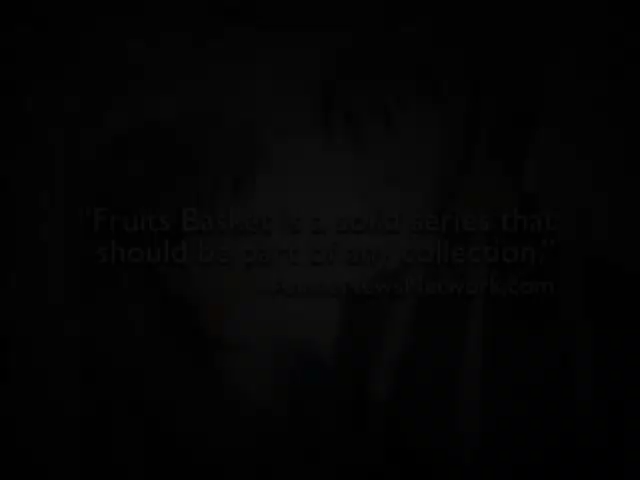 "Fruits Basket is a solid series that
should be part of any collection."
AnimeNewsNetwork.com